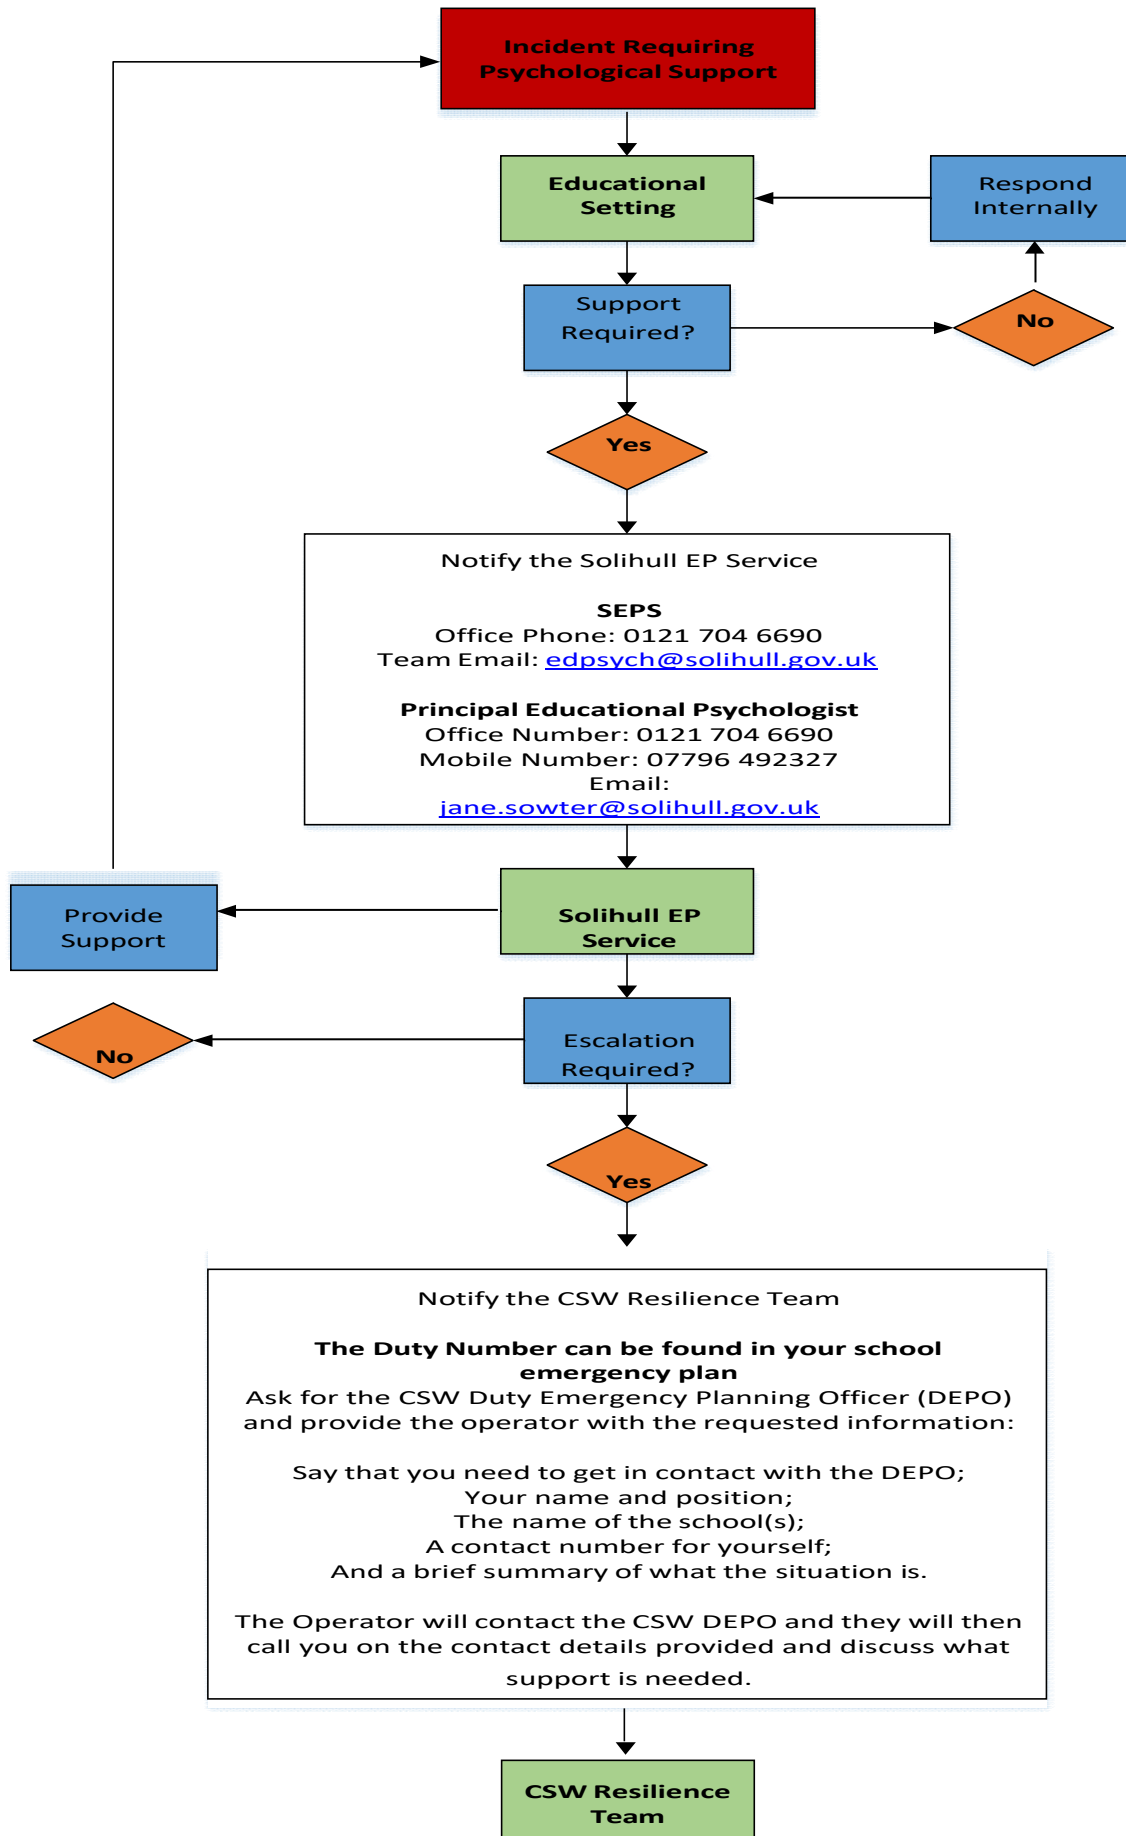 Incident Requiring
Psychological Support
Educational
Setting
Respond
Internally
Support
Required?
No
Yes
Notify the Solihull EP Service
SEPS
Office Phone: 0121 704 6690
Team Email: edpsych@solihull.gov.uk
Principal Educational Psychologist
Office Number: 0121 704 6690
Mobile Number: 07796 492327
Email:
jane.sowter@solihull.gov.uk
Provide
Support
Solihull EP
Service
No
Escalation
Required?
Yes
Notify the CSW Resilience Team
The Duty Number can be found in your school
emergency plan
Ask for the CSW Duty Emergency Planning Officer (DEPO)
and provide the operator with the requested information:
Say that you need to get in contact with the DEPO;
Your name and position;
The name of the school(s);
A contact number for yourself;
And a brief summary of what the situation is.
The Operator will contact the CSW DEPO and they will then
call you on the contact details provided and discuss what
support is needed.
CSW Resilience
Team